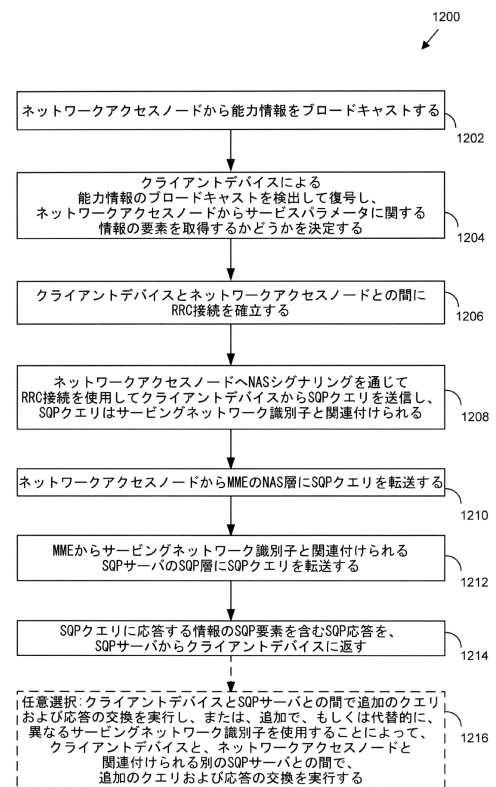 1200
ネットワークアクセスノードから能力情報をブロードキャストする
1202
クライアントデバイスによる
能力情報のブロードキャストを検出して復号し、
ネットワークアクセスノードからサービスパラメータに関する
情報の要素を取得するかどうかを決定する
1204
クライアントデバイスとネットワークアクセスノードとの間に
RRC接続を確立する
1206
ネットワークアクセスノードへNASシグナリングを通じて
RRC接続を使用してクライアントデバイスからSQPクエリを送信し、
SQPクエリはサービングネットワーク識別子と関連付けられる
1208
ネットワークアクセスノードからMMEのNAS層にSQPクエリを転送する
1210
MMEからサービングネットワーク識別子と関連付けられる
SQPサーバのSQP層にSQPクエリを転送する
1212
SQPクエリに応答する情報のSQP要素を含むSQP応答を、
SQPサーバからクライアントデバイスに返す
1214
任意選択:クライアントデバイスとSQPサーバとの間で追加のクエリ
および応答の交換を実行し、または、追加で、もしくは代替的に、
異なるサービングネットワーク識別子を使用することによって、
クライアントデバイスと、ネットワークアクセスノードと
関連付けられる別のSQPサーバとの間で、
追加のクエリおよび応答の交換を実行する
1216